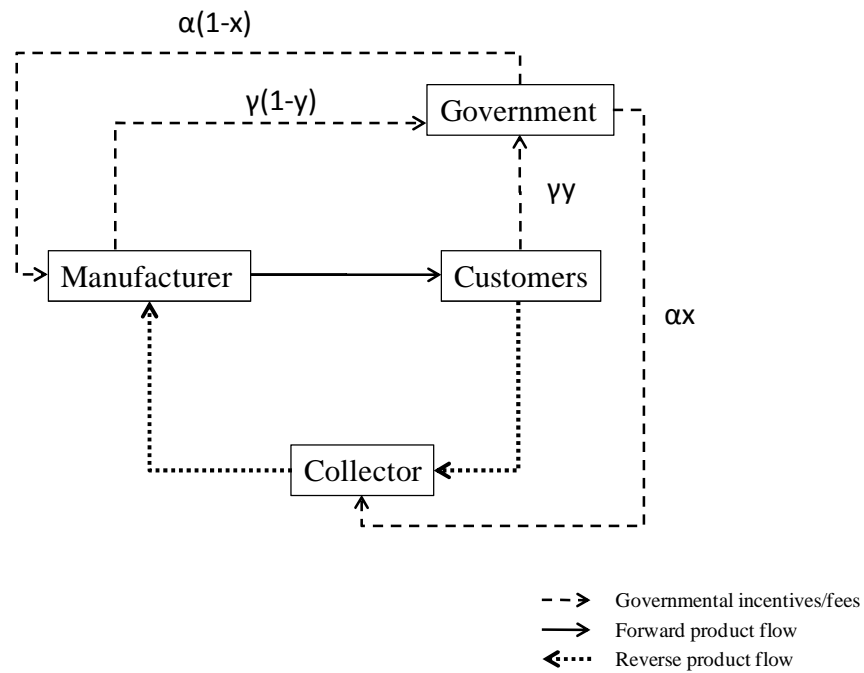 α(1-x)
γ(1-y)
Government
γy
Manufacturer
Customers
αx
Collector
Governmental incentives/fees
Forward product flow
Reverse product flow